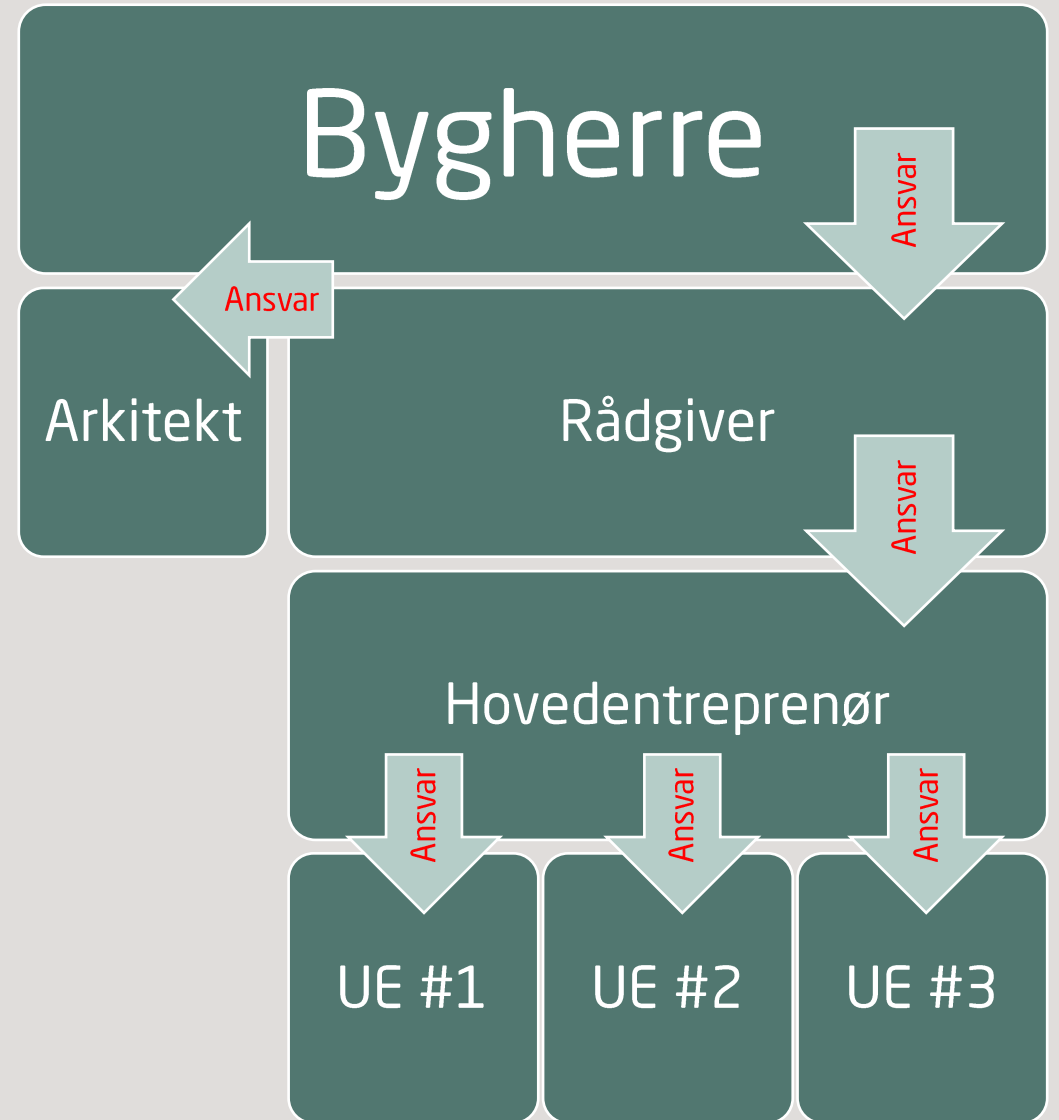 Bygherre
Ansvar
Ansvar
Arkitekt
Rådgiver
Ansvar
Hovedentreprenør
Ansvar
Ansvar
Ansvar
UE #1
UE #2
UE #3